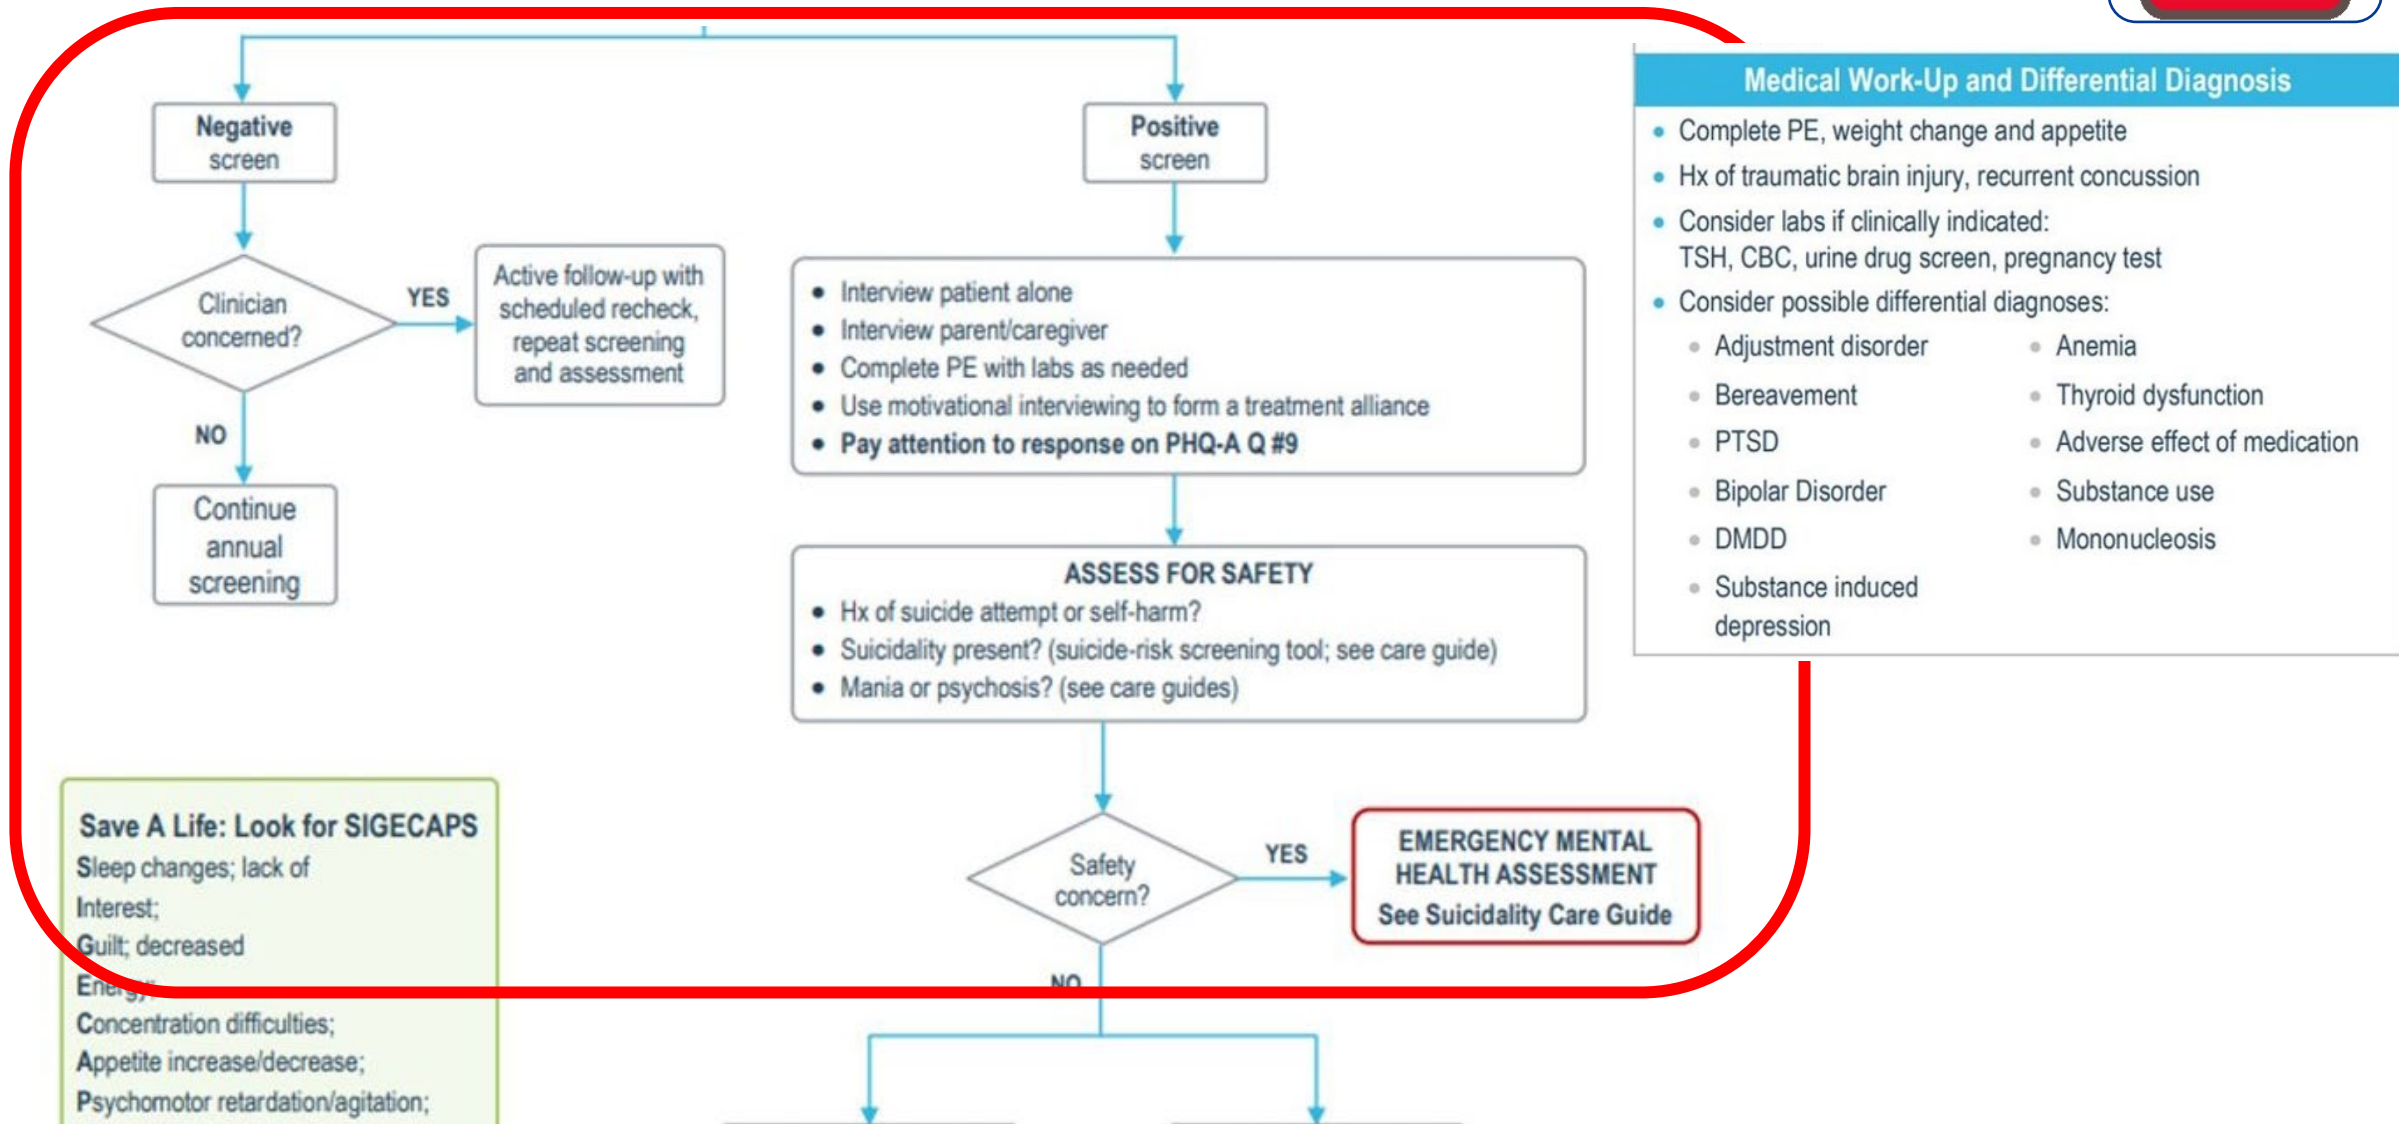 Negative
screen
Clinician
concerned?
YES
Active follow-up with
scheduled recheck,
repeat screening
and assessment
NO
Continue
annual
screening
Positive
screen
• Interview patient alone
• Interview parent/caregiver
• Complete PE with labs as needed
• Use motivational interviewing to form a treatment alliance
• Pay attention to response on PHQ-A Q #9
ASSESS FOR SAFETY
• Hx of suicide attempt or self-harm?
• Suicidality present? (suicide-risk screening tool; see care guide)
• Mania or psychosis? (see care guides)
Safety
concern?
YES
EMERGENCY MENTAL
HEALTH ASSESSMENT
See Suicidality Care Guide
NO
Medical Work-Up and Differential Diagnosis
• Complete PE, weight change and appetite
• Hx of traumatic brain injury, recurrent concussion
• Consider labs if clinically indicated:
TSH, CBC, urine drug screen, pregnancy test
• Consider possible differential diagnoses:
• Adjustment disorder
• Bereavement
• PTSD
• Bipolar Disorder
• DMDD
• Substance induced
depression
• Anemia
• Thyroid dysfunction
• Adverse effect of medication
• Substance use
• Mononucleosis
Save A Life: Look for SIGECAPS
Sleep changes; lack of
Interest;
Guilt; decreased
Energy;
Concentration difficulties;
Appetite increase/decrease;
Psychomotor retardation/agitation;